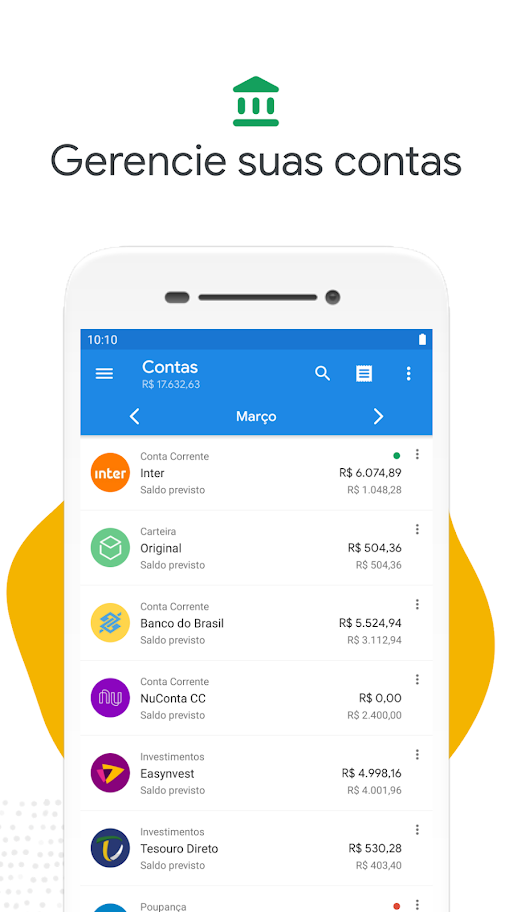 Gerencie suas contas
10:10
Contas
R$ 17.632,63
Março
Conta Corrente
inter
Inter
R$ 6.074,89
Saldo previsto
R$ 1.048,28
Carteira
Original
R$ 504,36
Saldo previsto
R$ 504,36
Conta Corrente
Banco do Brasil
R$ 5.524,94
Saldo previsto
R$ 3.112,94
Conta Corrente
nu
NuConta CC
R$ 0,00
Saldo previsto
R$ 2.400,00
Investimentos
Easynvest
R$ 4.998,16
Saldo previsto
R$ 4.001,96
Investimentos
Tesouro Direto
R$ 530,28
Saldo previsto
R$ 403,40
Poupança